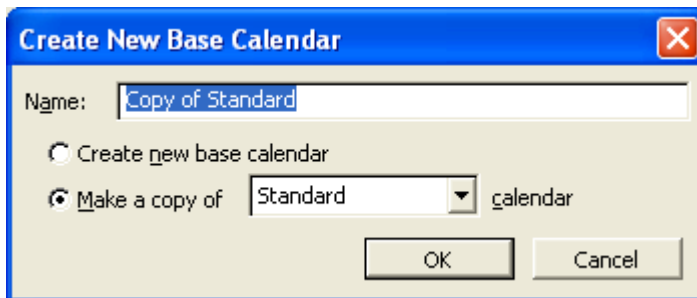 Create New Base Calendar
Name: Copy of Standard
Create new base calendar
Make a copy of Standard calendar
OK Cancel